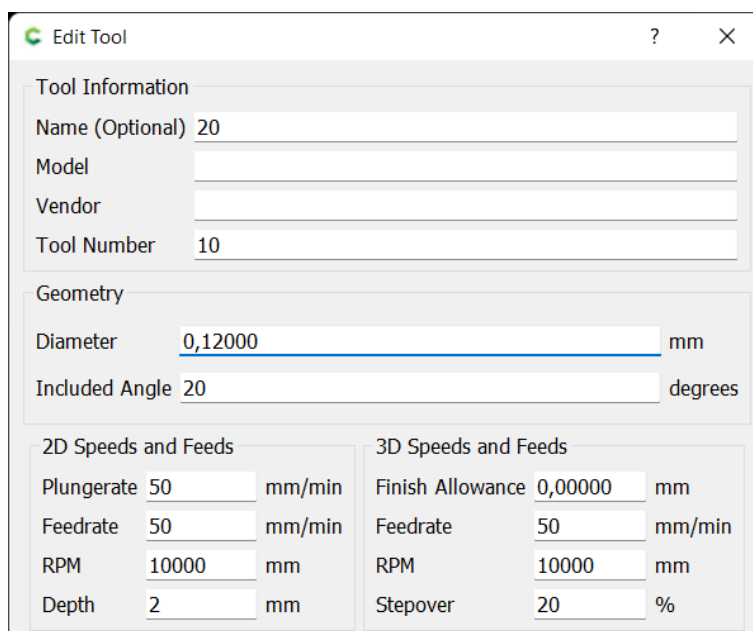 Edit Tool ?
Tool Information
Name (Optional) 20
Model
Vendor
Tool Number 10
Geometry
Diameter 0,12000 mm
Included Angle 20 degrees
2D Speeds and Feeds 3D Speeds and Feeds
Plungerate 50 mm/min Finish Allowance 0,00000 mm
Feedrate 50 mm/min Feedrate 50 mm/min
RPM 10000 mm RPM 10000 mm
Depth 2 mm Stepover 20 %